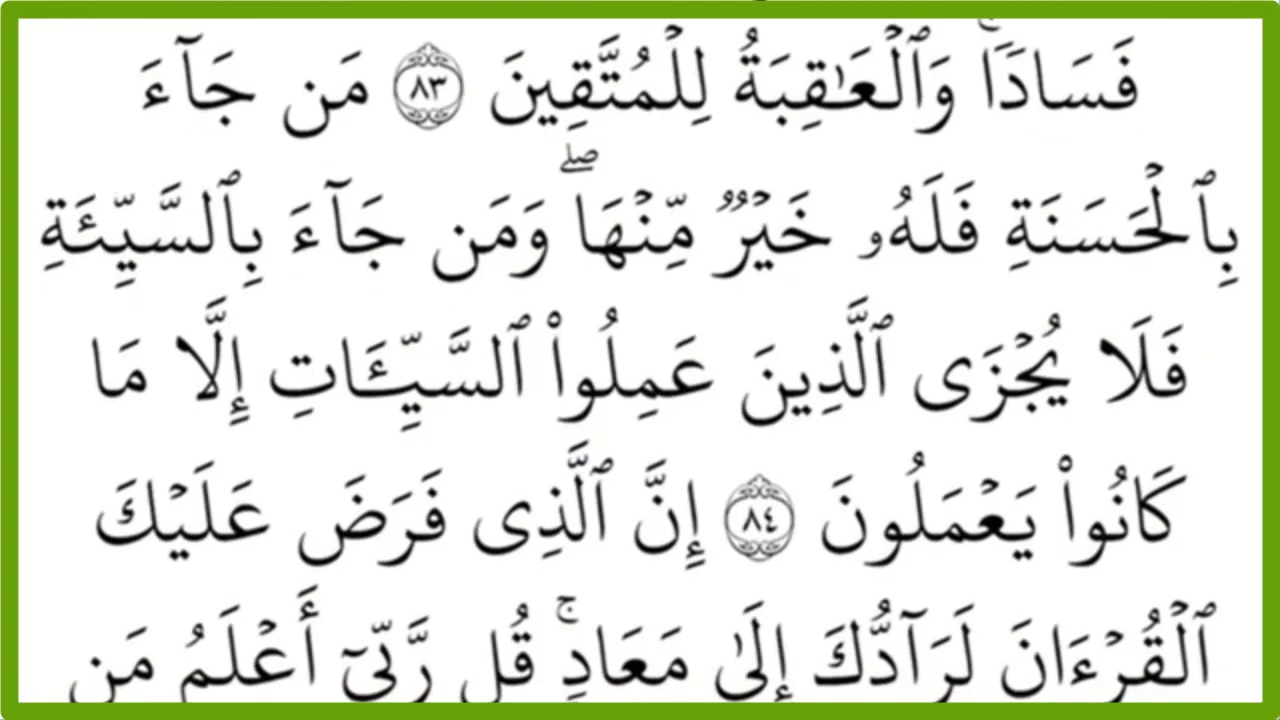 فَسَادٗاۚ وَٱلۡعَٰقِبَةُ لِلۡمُتَّقِينَ ٨٣ مَن جَآءَ
بِٱلۡحَسَنَةِ فَلَهُۥ خَيۡرٞ مِّنۡهَاۖ وَمَن جَآءَ بِٱلسَّيِّئَةِ
فَلَا يُجۡزَى ٱلَّذِينَ عَمِلُواْ ٱلسَّيِّـَٔاتِ إِلَّا مَا
كَانُواْ يَعۡمَلُونَ ٨٤ إِنَّ ٱلَّذِى فَرَضَ عَلَيۡكَ
ٱلۡقُرۡءَانَ لَرَآدُّكَ إِلَىٰ مَعَادٖۚ قُل رَّبِّىٓ أَعۡلَمُ مَن